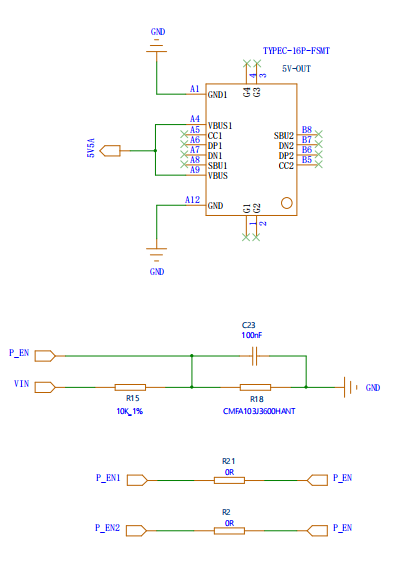 GND
TYPEC-16P-FSMT
5V-OUT
4 3
G4 G3
A1 GND1
A4 VBUS1
A5 CC1
A6 DP1
A7 DN1
A8 SBU1
A9 VBUS
A12 GND
SBU2 B8
DN2 B7
DP2 B6
CC2 B5
5V5A
G1 G2
1 2
GND
C23
100nF
P_EN
VIN
GND
R15
R18
10K_1%
CMFA103J3600HANT
R21
P_EN1 0R P_EN
R2
P_EN2 0R P_EN